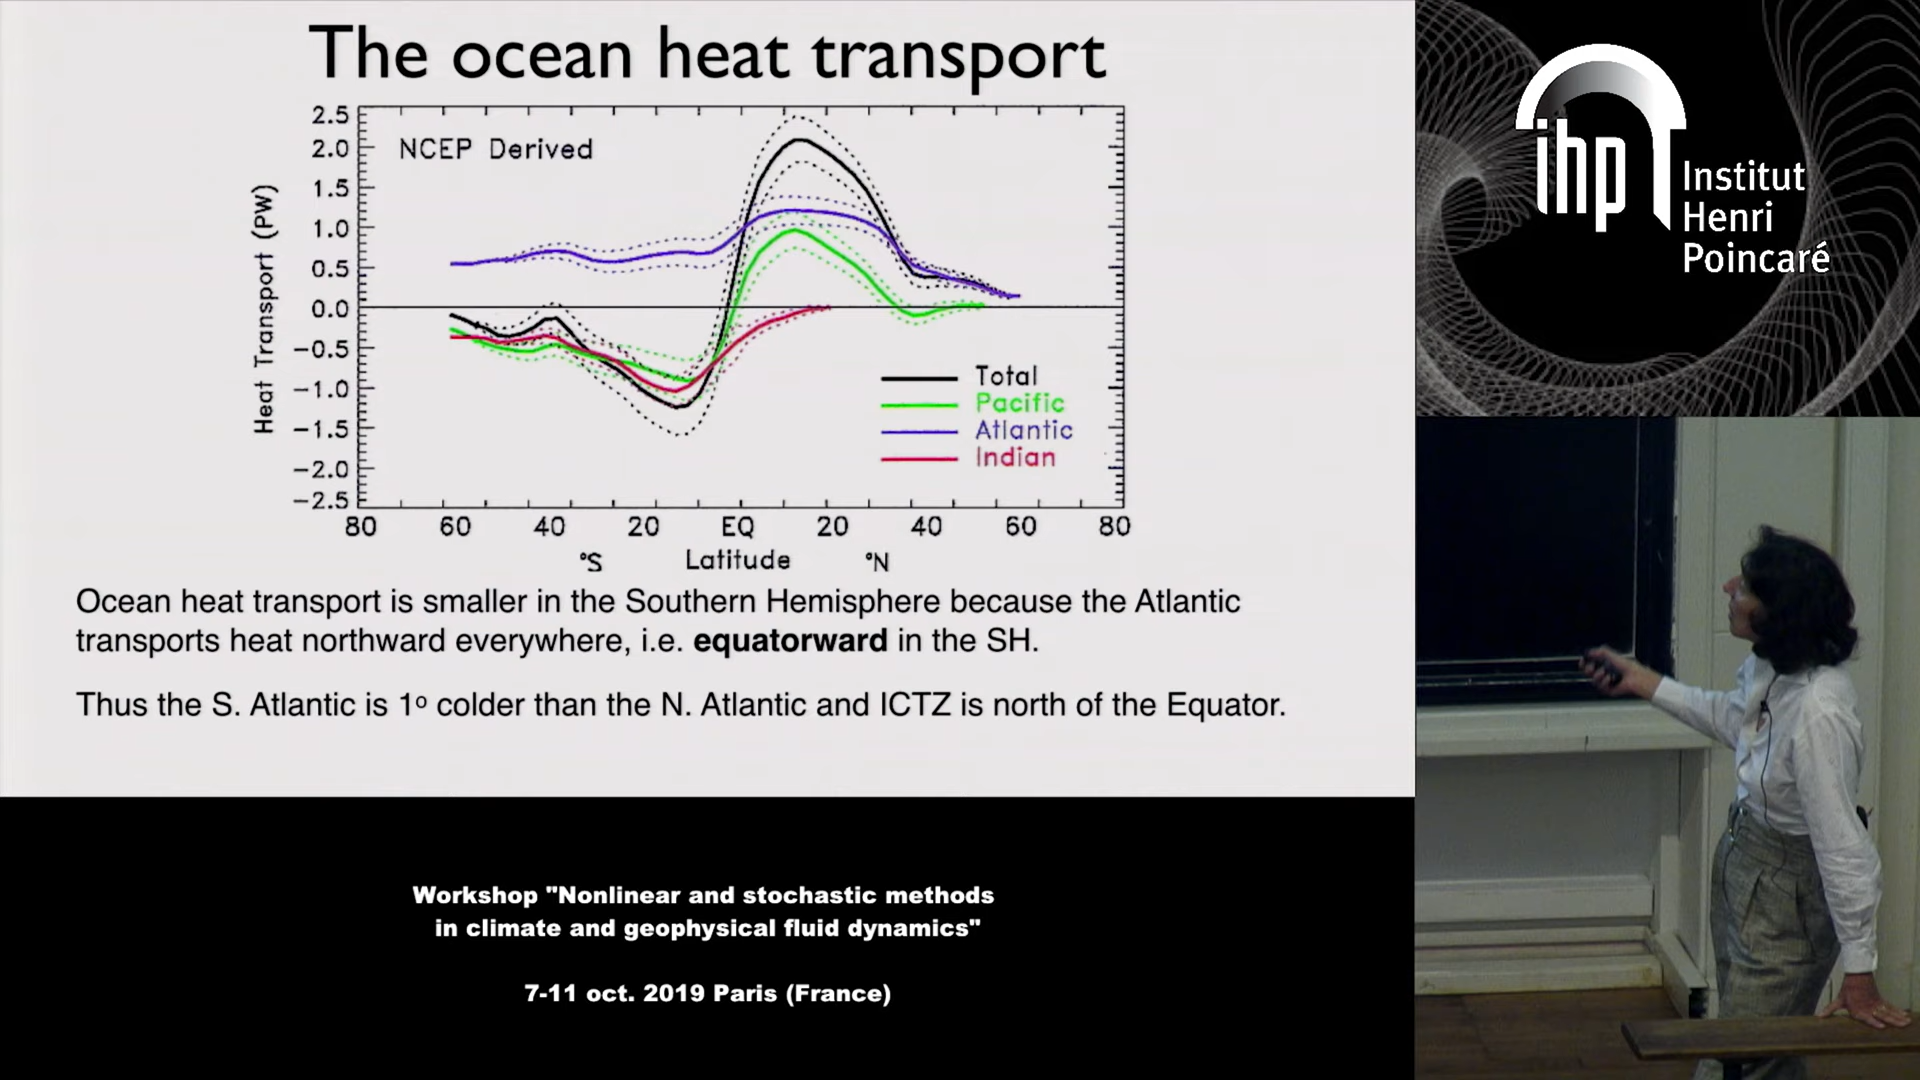 The ocean heat transport
2.5
2.0
1.5
1.0
0.5
0.0
−0.5
−1.0
−1.5
−2.0
−2.5
Heat Transport (PW)
NCEP Derived
Total
Pacific
Atlantic
Indian
80 60 40 20 EQ 20 40 60 80
°S Latitude °N
Ocean heat transport is smaller in the Southern Hemisphere because the Atlantic
transports heat northward everywhere, i.e. equatorward in the SH.
Thus the S. Atlantic is 1º colder than the N. Atlantic and ICTZ is north of the Equator.
ihp
Institut
Henri
Poincaré
Workshop "Nonlinear and stochastic methods
in climate and geophysical fluid dynamics"
7-11 oct. 2019 Paris (France)